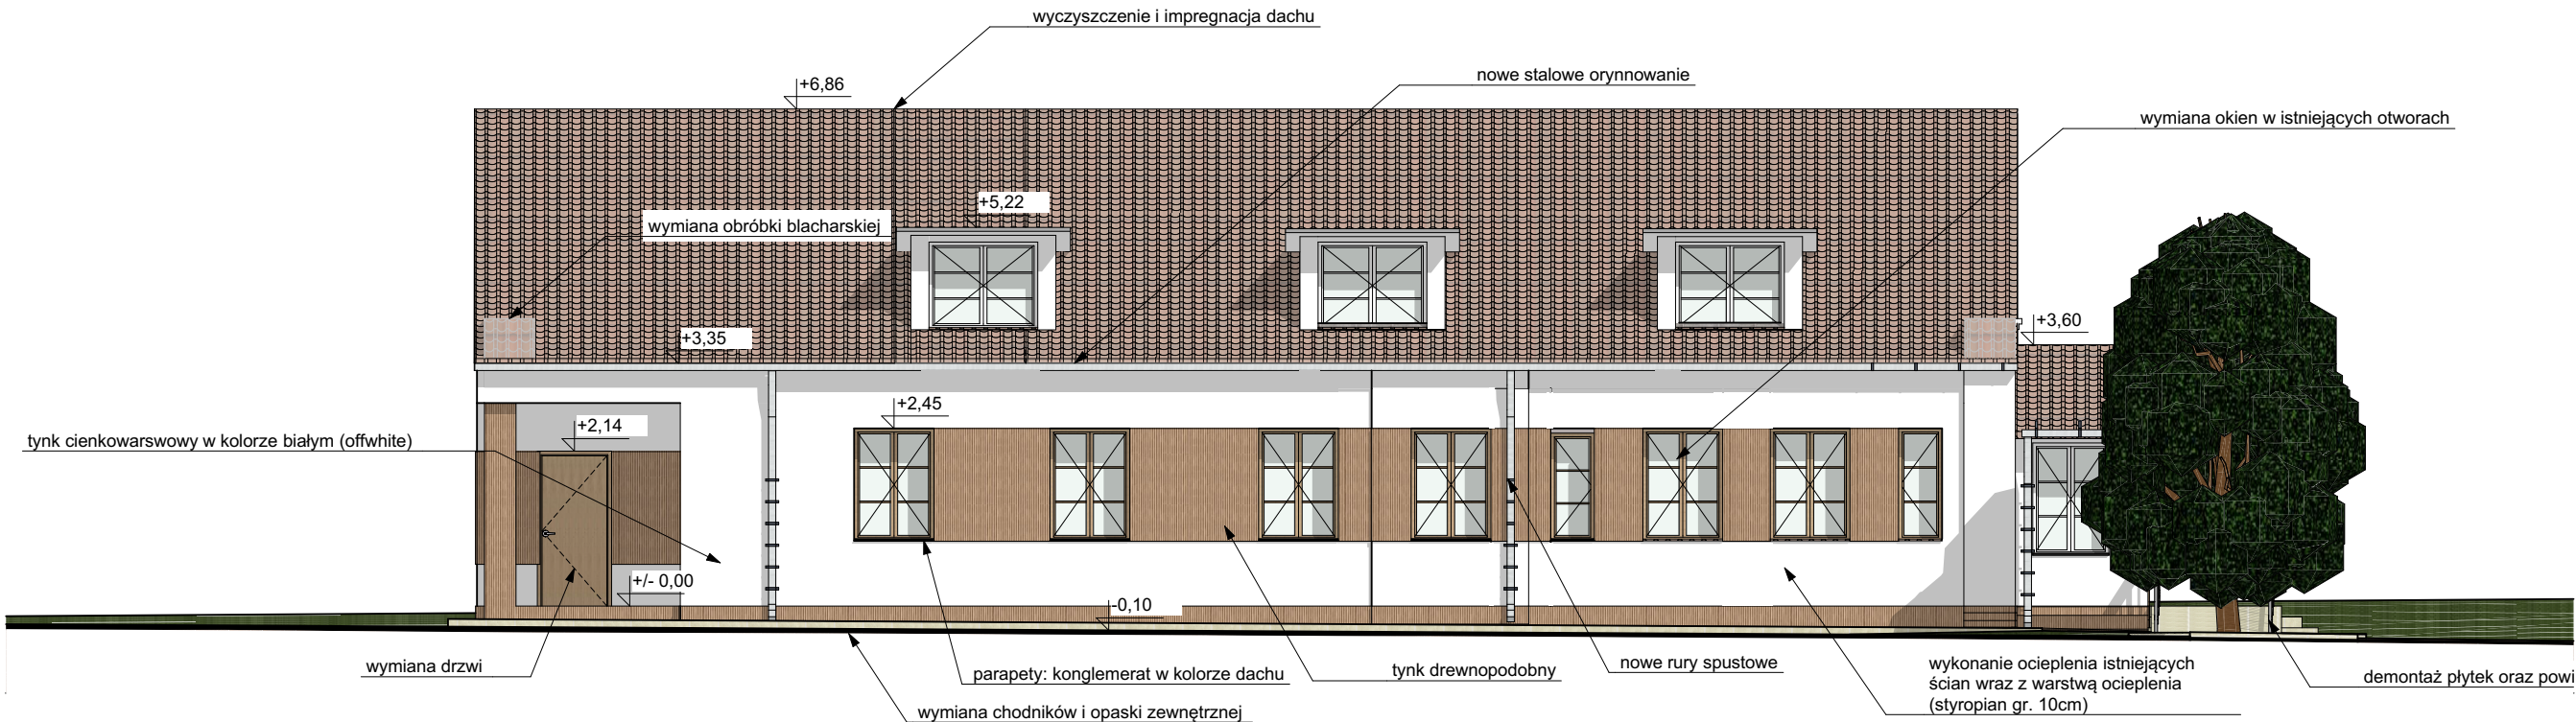 wyczyszczenie i impregnacja dachu
nowe stalowe orynnowanie
+6,86
wymiana okien w istniejących otworach
+5,22
wymiana obróbki blacharskiej
+3,60
+3,35
+2,45
+2,14
tynk cienkowarswowy w kolorze białym (offwhite)
+/- 0,00
-0,10
wymiana drzwi
parapety: konglemerat w kolorze dachu
tynk drewnopodobny
nowe rury spustowe
wykonanie ocieplenia istniejących
ścian wraz z warstwą ocieplenia
(styropian gr. 10cm)
demontaż płytek oraz powi
wymiana chodników i opaski zewnętrznej